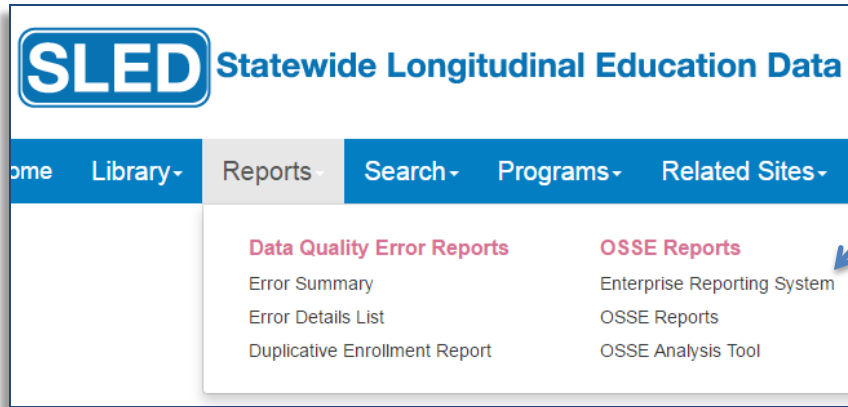 SLED Statewide Longitudinal Education Data
ome Library Reports Search Programs Related Sites
Data Quality Error Reports
Error Summary
Error Details List
Duplicative Enrollment Report
OSSE Reports
Enterprise Reporting System
OSSE Reports
OSSE Analysis Tool